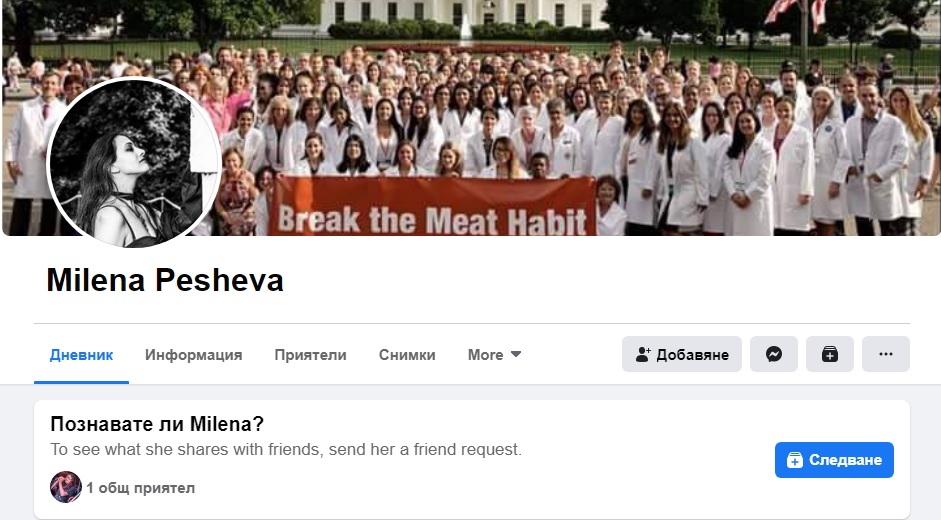 Break the Meat Habit
Milena Pesheva
Дневник Информация Приятели Снимки More Добавяне
Познавате ли Milena?
To see what she shares with friends, send her a friend request.
Следване
1 общ приятел